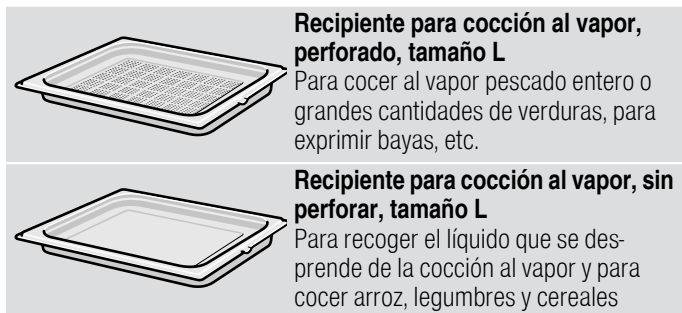 Recipiente para cocción al vapor,
perforado, tamaño L
Para cocer al vapor pescado entero o
grandes cantidades de verduras, para
exprimir bayas, etc.
Recipiente para cocción al vapor, sin
perforar, tamaño L
Para recoger el líquido que se des-
prende de la cocción al vapor y para
cocer arroz, legumbres y cereales